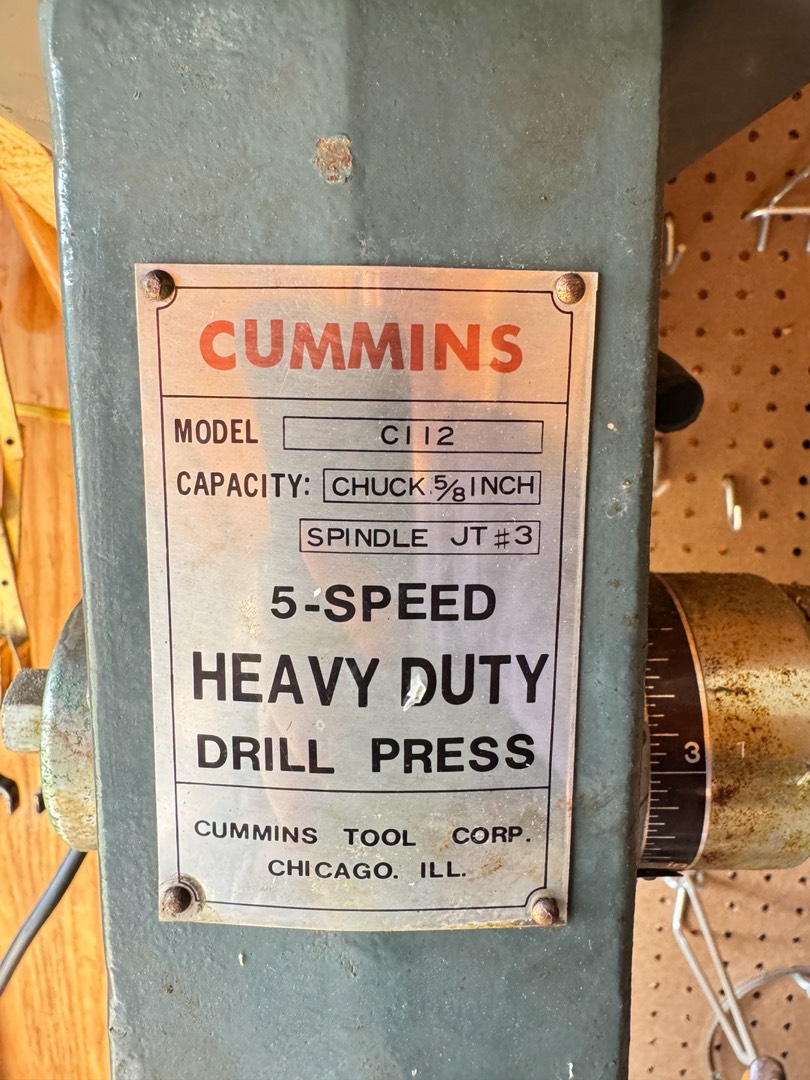 CUMMINS
MODEL C112
CAPACITY: CHUCK 5/8 INCH
SPINDLE JT #3
5-SPEED
HEAVY DUTY
DRILL PRESS
CUMMINS TOOL CORP.
CHICAGO. ILL.
3